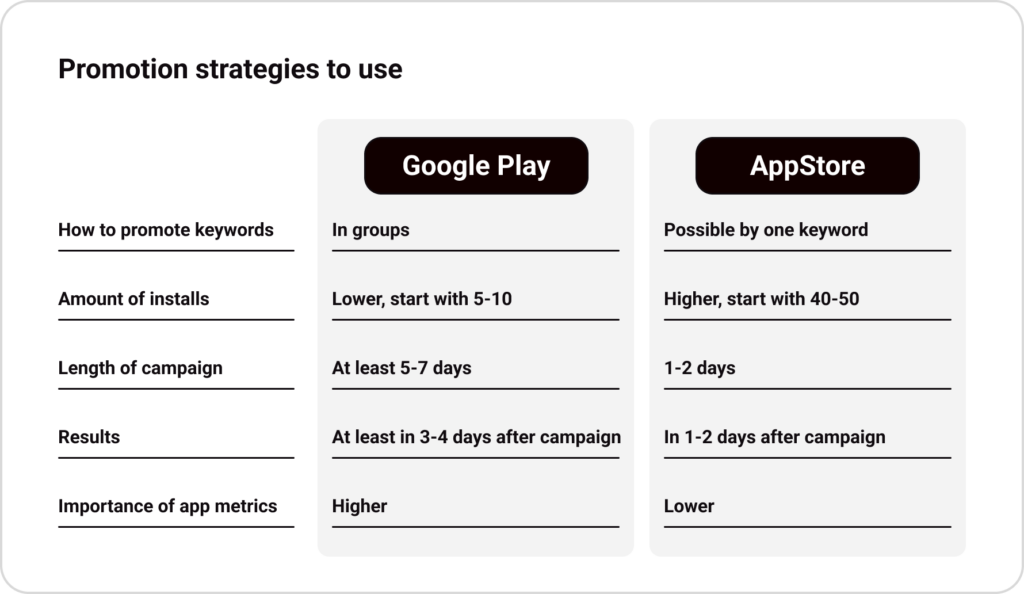 Promotion strategies to use
Google Play
AppStore
How to promote keywords
In groups
Possible by one keyword
Amount of installs
Lower, start with 5-10
Higher, start with 40-50
Length of campaign
At least 5-7 days
1-2 days
Results
At least in 3-4 days after campaign
In 1-2 days after campaign
Importance of app metrics
Higher
Lower